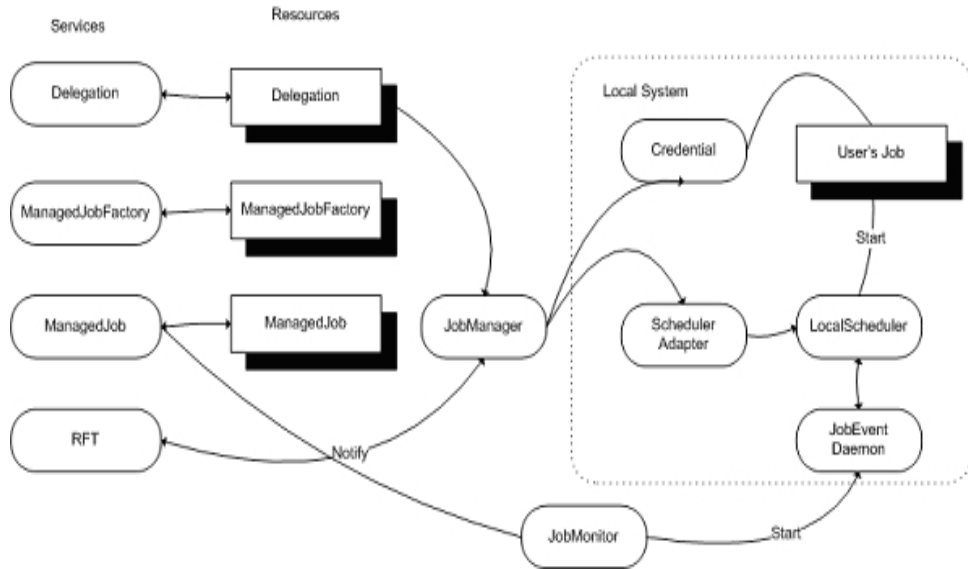 Services
Resources
Delegation
Delegation
ManagedJobFactory
ManagedJobFactory
ManagedJob
ManagedJob
RFT
Notify
JobManager
JobMonitor
Start
Local System
Credential
User's Job
Start
Scheduler
Adapter
LocalScheduler
JobEvent
Daemon